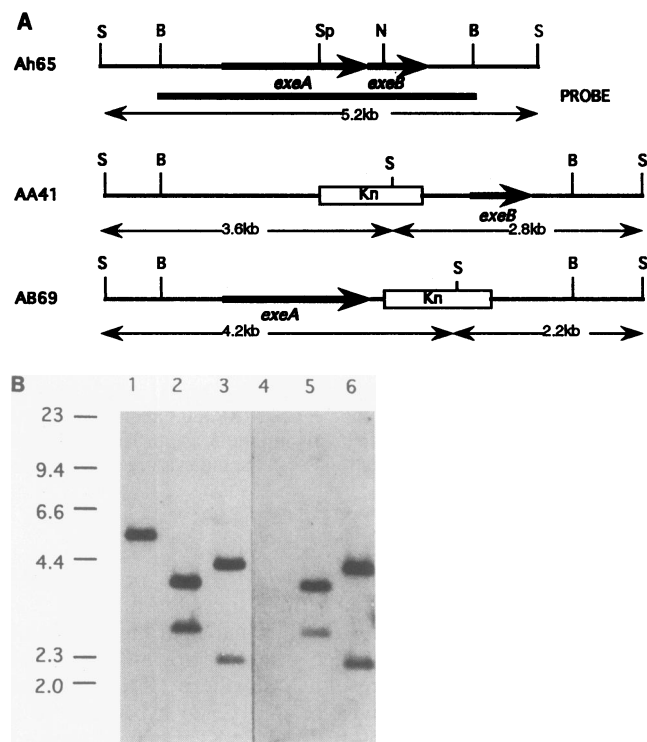 A
S B Sp N B S
Ah65
exeA exeB
PROBE
5.2kb
S B S B S
AA41
Kn
exeB
3.6kb 2.8kb
S B S B S
AB69
Kn
exeA
4.2kb 2.2kb
B 1 2 3 4 5 6
23
9.4
6.6
4.4
2.3
2.0